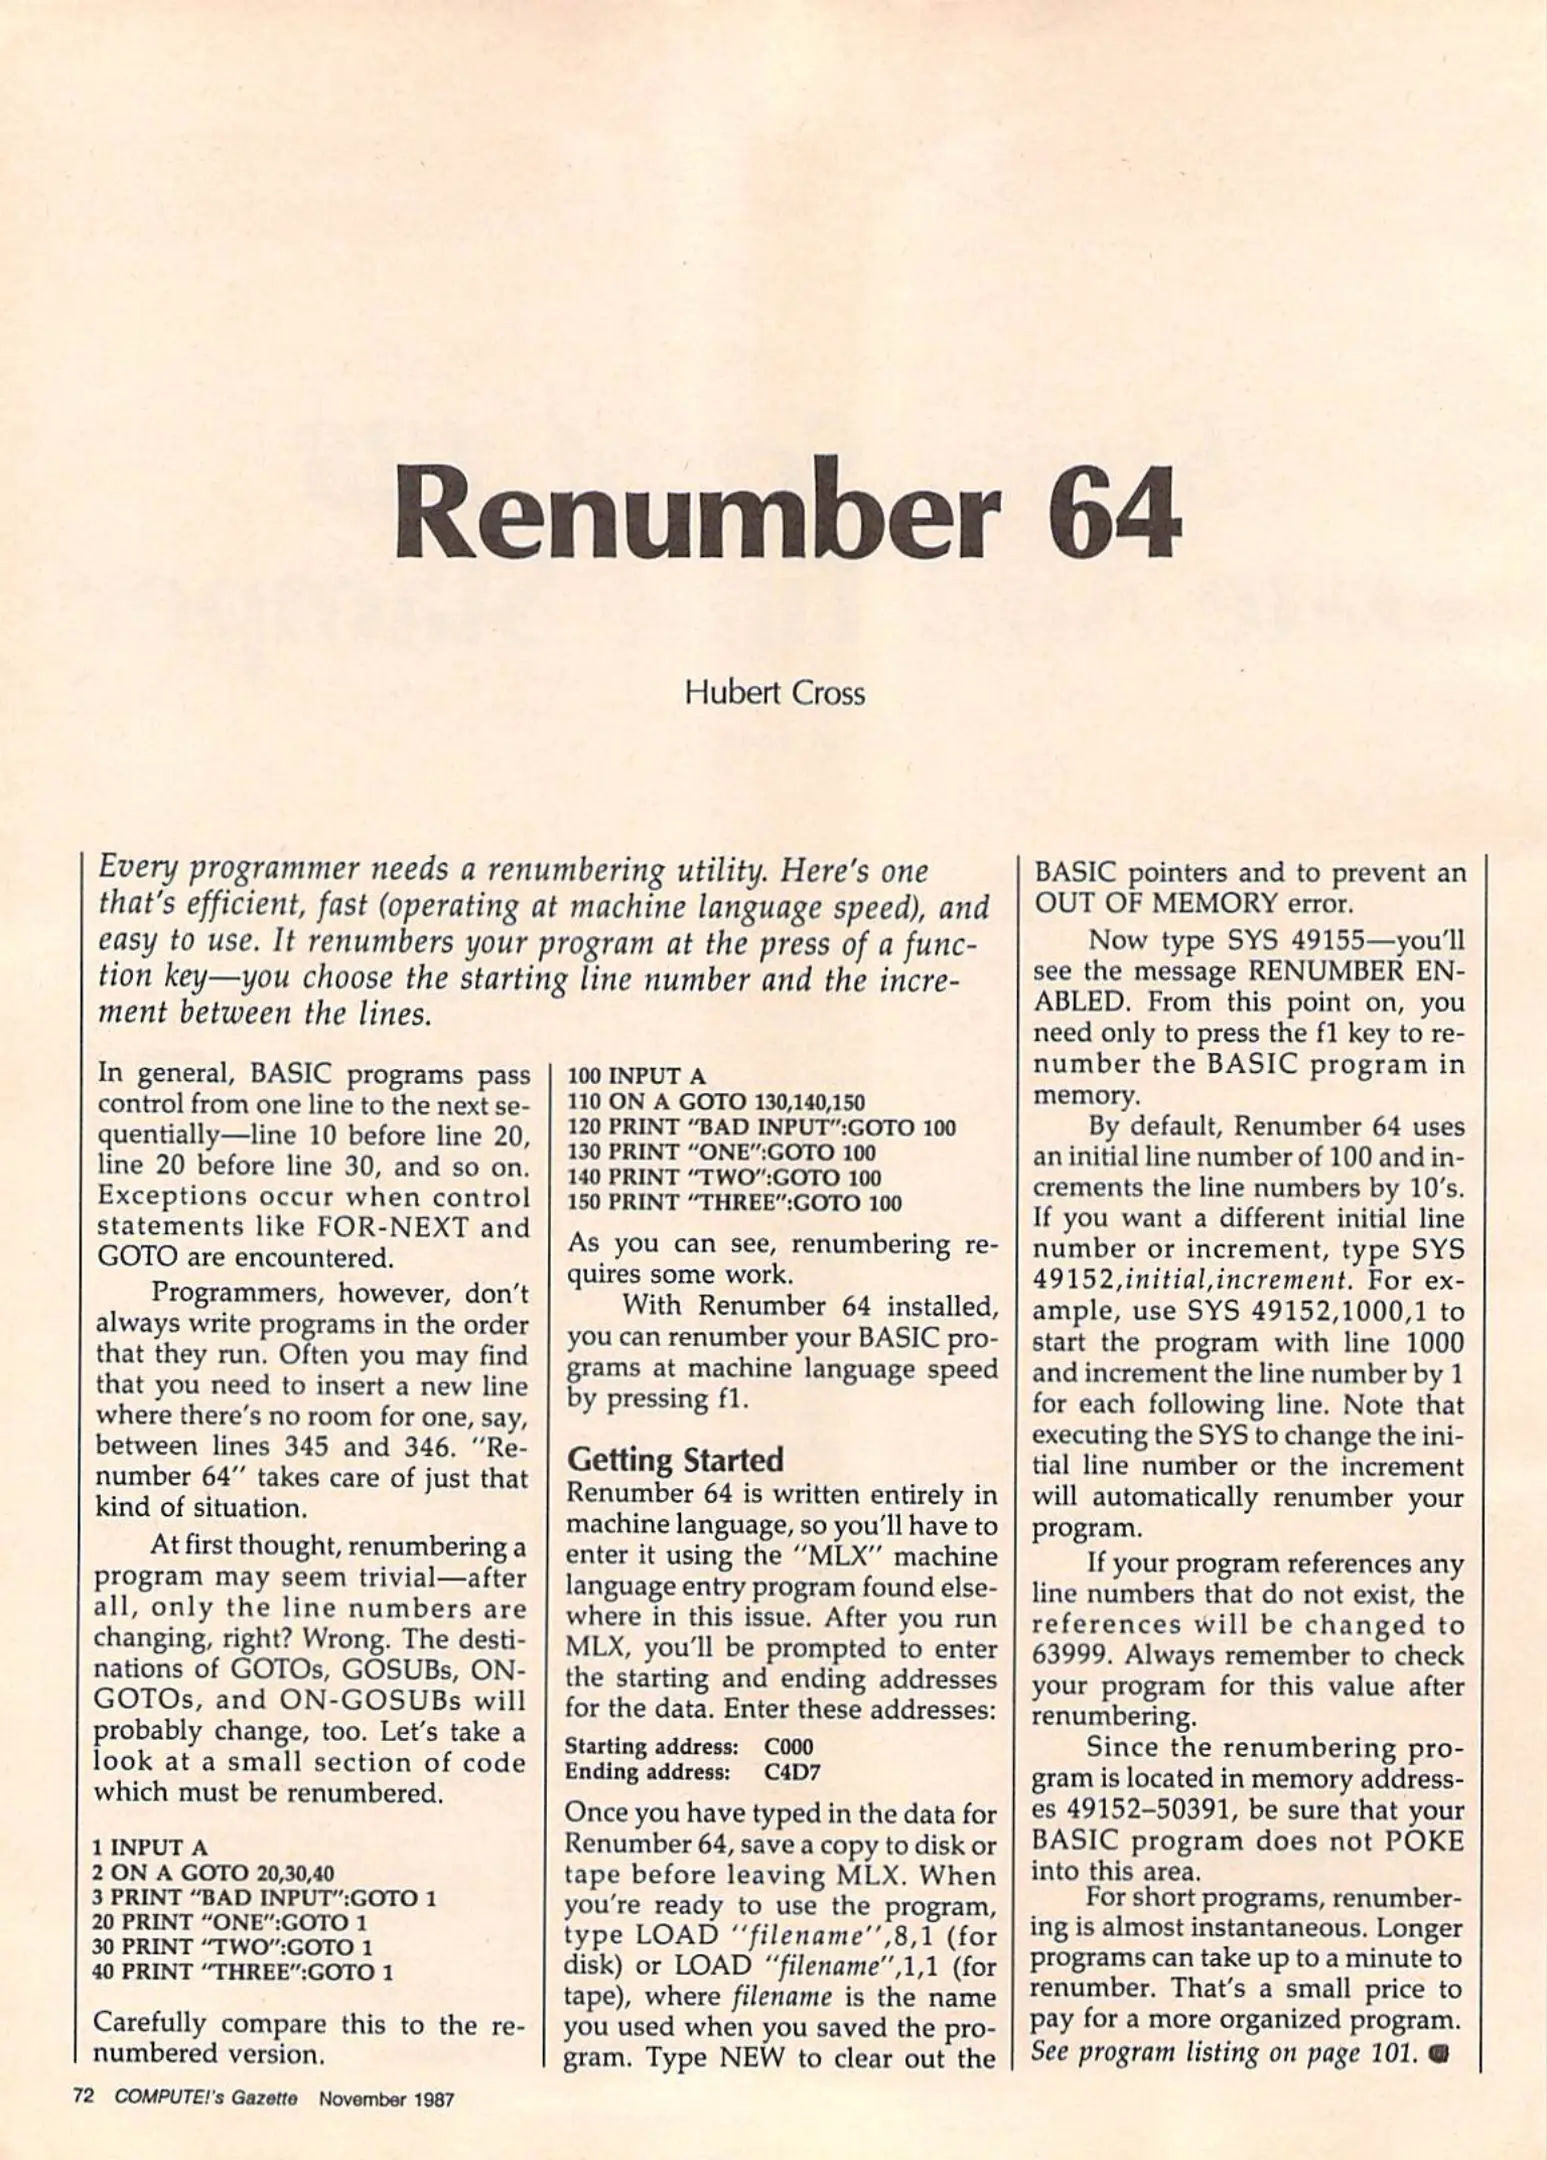 Renumber 64
Hubert Cross
Every programmer needs a renumbering utility. Here's one
that's efficient, fast (operating at machine language speed), and
easy to use. It renumbers your program at the press of a func-
tion key—you choose the starting line number and the incre-
ment between the lines.
In general, BASIC programs pass
control from one line to the next se-
quentially—line 10 before line 20,
line 20 before line 30, and so on.
Exceptions occur when control
statements like FOR-NEXT and
GOTO are encountered.
Programmers, however, don't
always write programs in the order
that they run. Often you may find
that you need to insert a new line
where there's no room for one, say,
between lines 345 and 346. "Re-
number 64" takes care of just that
kind of situation.
At first thought, renumbering a
program may seem trivial—after
all, only the line numbers are
changing, right? Wrong. The desti-
nations of GOTOs, GOSUBs, ON-
GOTOs, and ON-GOSUBs will
probably change, too. Let's take a
look at a small section of code
which must be renumbered.
1 INPUT A
2 ON A GOTO 20,30,40
3 PRINT "BAD INPUT":GOTO 1
20 PRINT "ONE":GOTO 1
30 PRINT "TWO":GOTO 1
40 PRINT "THREE":GOTO 1
Carefully compare this to the re-
numbered version.
100 INPUT A
110 ON A GOTO 130,140,150
120 PRINT "BAD INPUT":GOTO 100
130 PRINT "ONE":GOTO 100
140 PRINT "TWO":GOTO 100
150 PRINT "THREE":GOTO 100
As you can see, renumbering re-
quires some work.
With Renumber 64 installed,
you can renumber your BASIC pro-
grams at machine language speed
by pressing f1.
Getting Started
Renumber 64 is written entirely in
machine language, so you'll have to
enter it using the "MLX" machine
language entry program found else-
where in this issue. After you run
MLX, you'll be prompted to enter
the starting and ending addresses
for the data. Enter these addresses:
Starting address: C000
Ending address: C4D7
Once you have typed in the data for
Renumber 64, save a copy to disk or
tape before leaving MLX. When
you're ready to use the program,
type LOAD "filename",8,1 (for
disk) or LOAD "filename",1,1 (for
tape), where filename is the name
you used when you saved the pro-
gram. Type NEW to clear out the
BASIC pointers and to prevent an
OUT OF MEMORY error.
Now type SYS 49155—you'll
see the message RENUMBER EN-
ABLED. From this point on, you
need only to press the f1 key to re-
number the BASIC program in
memory.
By default, Renumber 64 uses
an initial line number of 100 and in-
crements the line numbers by 10's.
If you want a different initial line
number or increment, type SYS
49152,initial,increment. For ex-
ample, use SYS 49152,1000,1 to
start the program with line 1000
and increment the line number by 1
for each following line. Note that
executing the SYS to change the ini-
tial line number or the increment
will automatically renumber your
program.
If your program references any
line numbers that do not exist, the
references will be changed to
63999. Always remember to check
your program for this value after
renumbering.
Since the renumbering pro-
gram is located in memory address-
es 49152–50391, be sure that your
BASIC program does not POKE
into this area.
For short programs, renumber-
ing is almost instantaneous. Longer
programs can take up to a minute to
renumber. That's a small price to
pay for a more organized program.
See program listing on page 101.
72 COMPUTE!'s Gazette November 1987